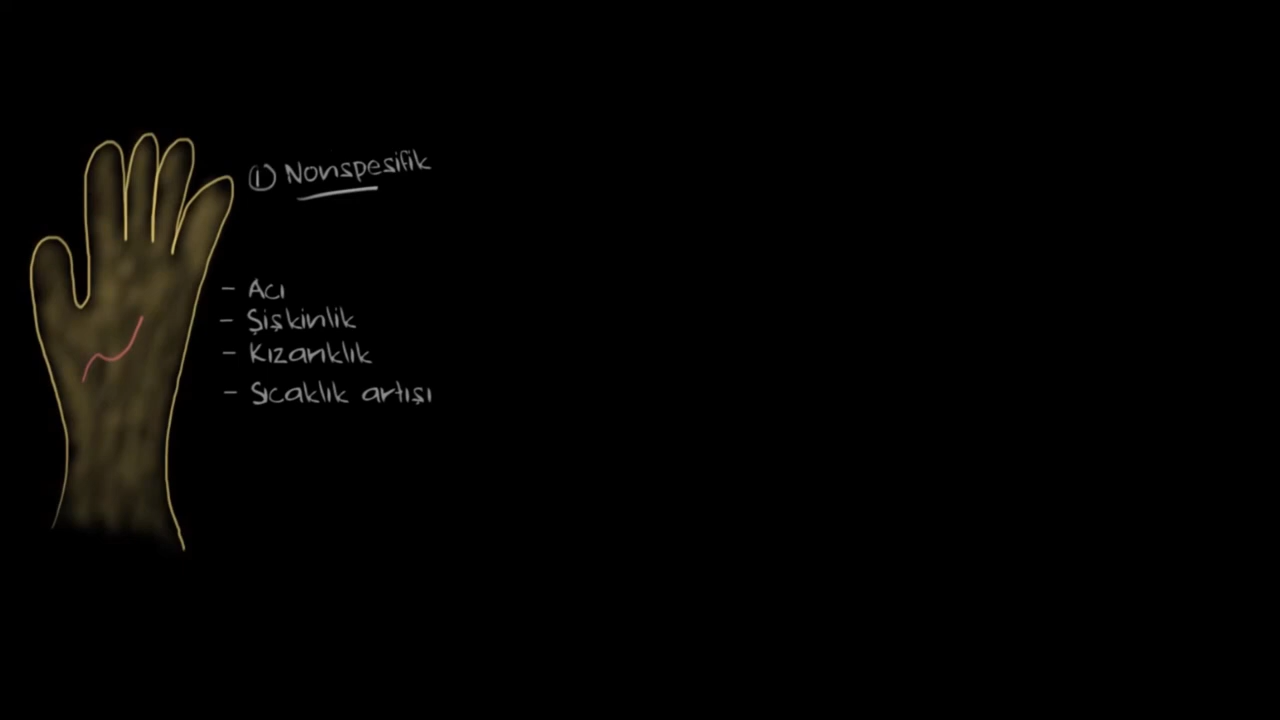 ① Nonspesifik
- Acı
- Şişkinlik
- Kızarıklık
- Sıcaklık artışı